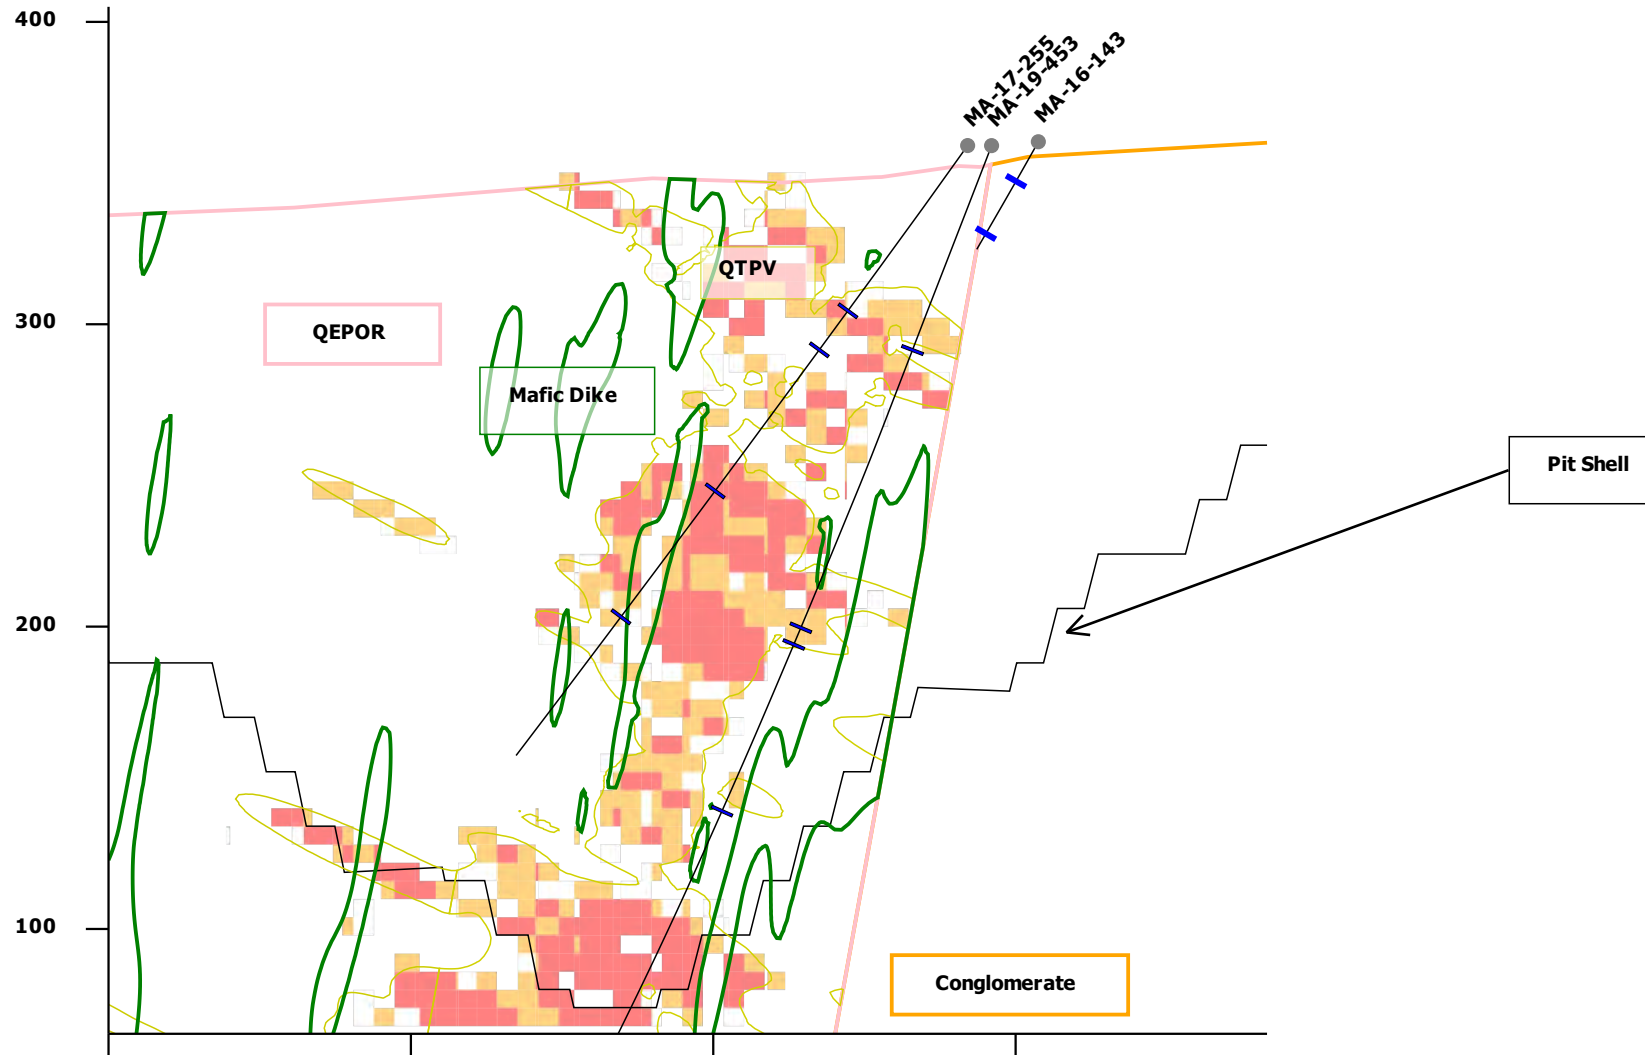 400
MA-17-255
MA-19-453
MA-16-143
QTPV
300
QEPOR
Mafic Dike
Pit Shell
200
100
Conglomerate